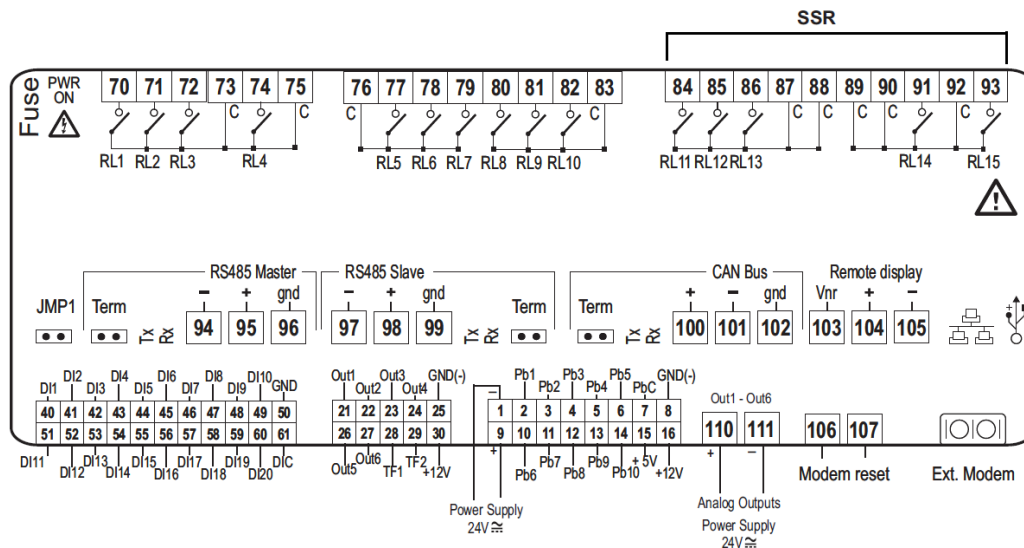 SSR
Fuse
PWR
ON
70 71 72 73 74 75
76 77 78 79 80 81 82 83
84 85 86 87 88 89 90 91 92 93
C C
C C
C C C C C
RL1 RL2 RL3 RL4
RL5 RL6 RL7 RL8 RL9 RL10
RL11 RL12 RL13 RL14 RL15
RS485 Master
RS485 Slave
CAN Bus
Remote display
JMP1
Term
Tx
Rx
− + gnd
94 95 96
− + gnd
97 98 99
Tx
Rx
Term
Term
Tx
Rx
+ − gnd
100 101 102
Vnr + −
103 104 105
DI1 DI2 DI3 DI4 DI5 DI6 DI7 DI8 DI9 DI10 GND
40 41 42 43 44 45 46 47 48 49 50
51 52 53 54 55 56 57 58 59 60 61
DI11 DI12 DI13 DI14 DI15 DI16 DI17 DI18 DI19 DI20 DIC
Out1 Out2 Out3 Out4 GND(-)
21 22 23 24 25
26 27 28 29 30
Out5 Out6 TF1 TF2 +12V
− Pb1 Pb2 Pb3 Pb4 Pb5 PbC GND(-)
1 2 3 4 5 6 7 8
9 10 11 12 13 14 15 16
+ Pb6 Pb7 Pb8 Pb9 Pb10 + 5V +12V
Power Supply
24V ≂
Out1 - Out6
110 111
+ −
Analog Outputs
Power Supply
24V ≂
106 107
Modem reset
Ext. Modem